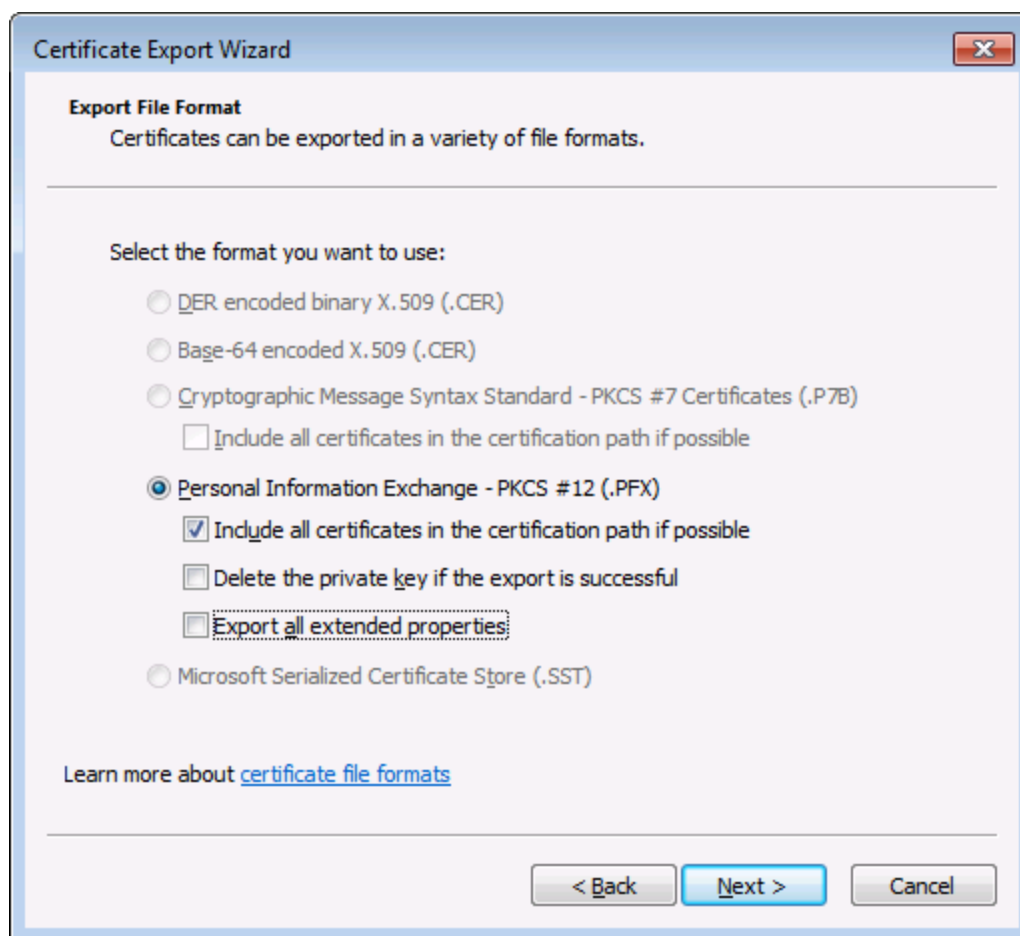 Certificate Export Wizard
Export File Format
Certificates can be exported in a variety of file formats.
Select the format you want to use:
DER encoded binary X.509 (.CER)
Base-64 encoded X.509 (.CER)
Cryptographic Message Syntax Standard - PKCS #7 Certificates (.P7B)
Include all certificates in the certification path if possible
Personal Information Exchange - PKCS #12 (.PFX)
Include all certificates in the certification path if possible
Delete the private key if the export is successful
Export all extended properties
Microsoft Serialized Certificate Store (.SST)
Learn more about certificate file formats
< Back Next > Cancel